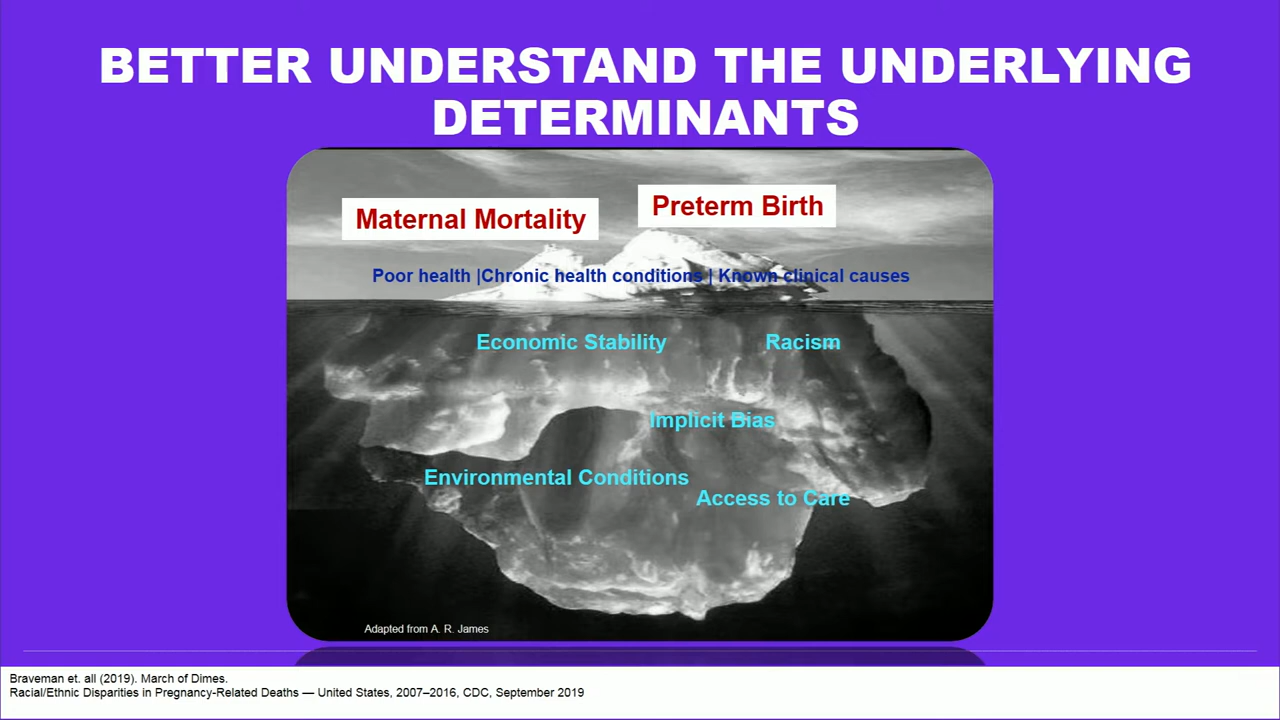 BETTER UNDERSTAND THE UNDERLYING
DETERMINANTS
Maternal Mortality
Preterm Birth
Poor health |Chronic health conditions | Known clinical causes
Economic Stability
Racism
Implicit Bias
Environmental Conditions
Access to Care
Adapted from A. R. James
Braveman et. all (2019). March of Dimes.
Racial/Ethnic Disparities in Pregnancy-Related Deaths — United States, 2007–2016, CDC, September 2019